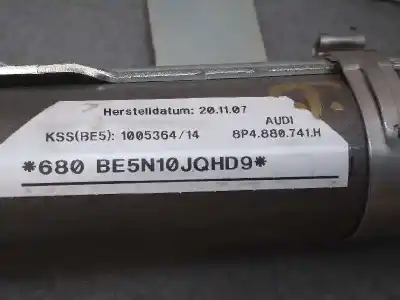 Herstelldatum: 20.11.07
AUDI
KSS(BE5): 1005364/14 8P4.880.741.H
*680 BE5N10JQHD9*